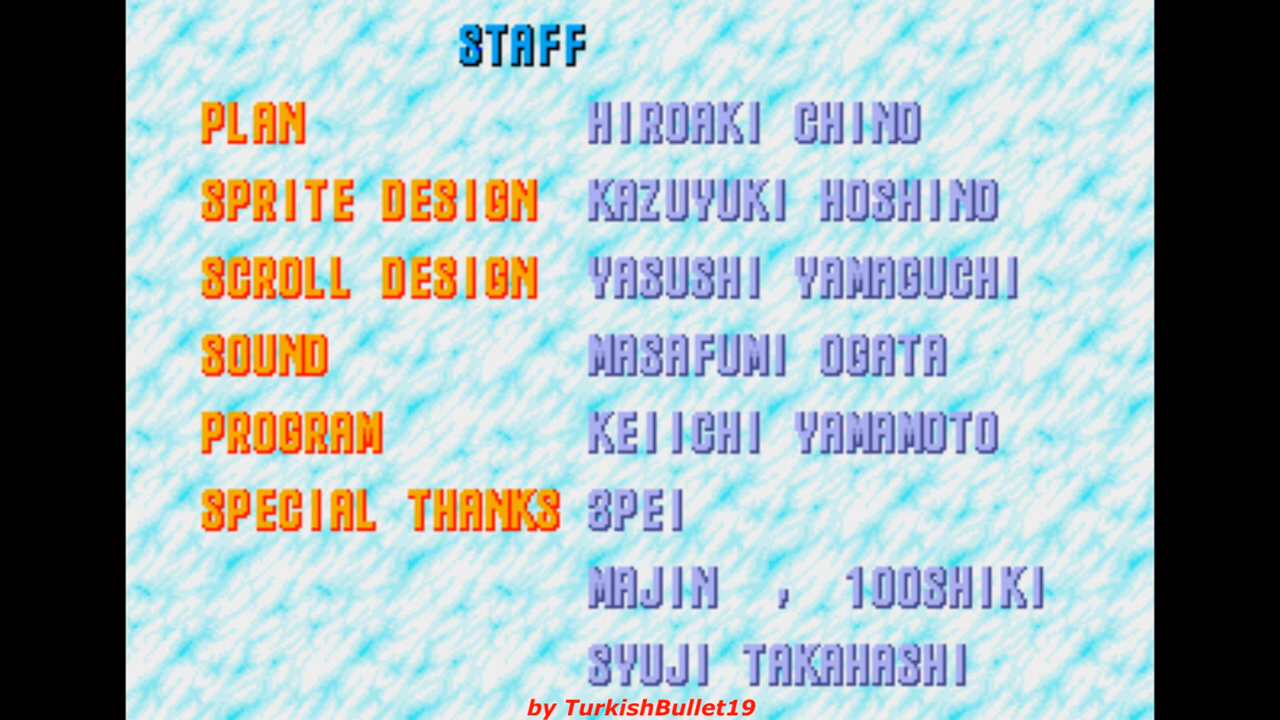 STAFF
PLAN HIROAKI CHINO
SPRITE DESIGN KAZUYUKI HOSHINO
SCROLL DESIGN YASUSHI YAMAGUCHI
SOUND MASAFUMI OGATA
PROGRAM KEIICHI YAMAMOTO
SPECIAL THANKS 3PEI
MAJIN , 100SHIKI
SYUJI TAKAHASHI
by TurkishBullet19